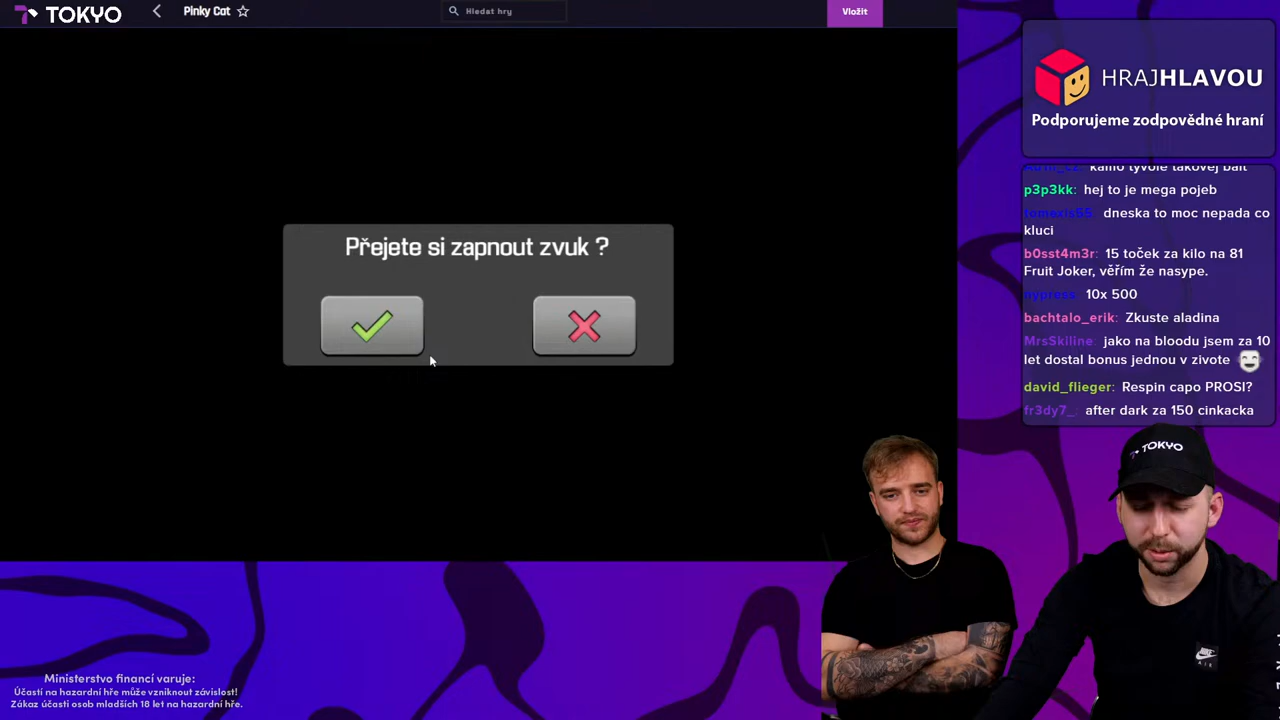 TOKYO
Pinky Cat
Hledat hry
Vložit
Přejete si zapnout zvuk ?
HRAJHLAVOU
Podporujeme zodpovědné hraní
kamo tyvole takovej bait
p3p3kk: hej to je mega pojeb
tomexis55: dneska to moc nepada co
kluci
b0sst4m3r: 15 toček za kilo na 81
Fruit Joker, věřím že nasype.
nypress: 10x 500
bachtalo_erik: Zkuste aladina
MrsSkiline: jako na bloodu jsem za 10
let dostal bonus jednou v zivote
david_flieger: Respin capo PROSI?
fr3dy7_: after dark za 150 cinkacka
TOKYO
NIKE
AIR
Ministerstvo financí varuje:
Účastí na hazardní hře může vzniknout závislost!
Zákaz účasti osob mladších 18 let na hazardní hře.